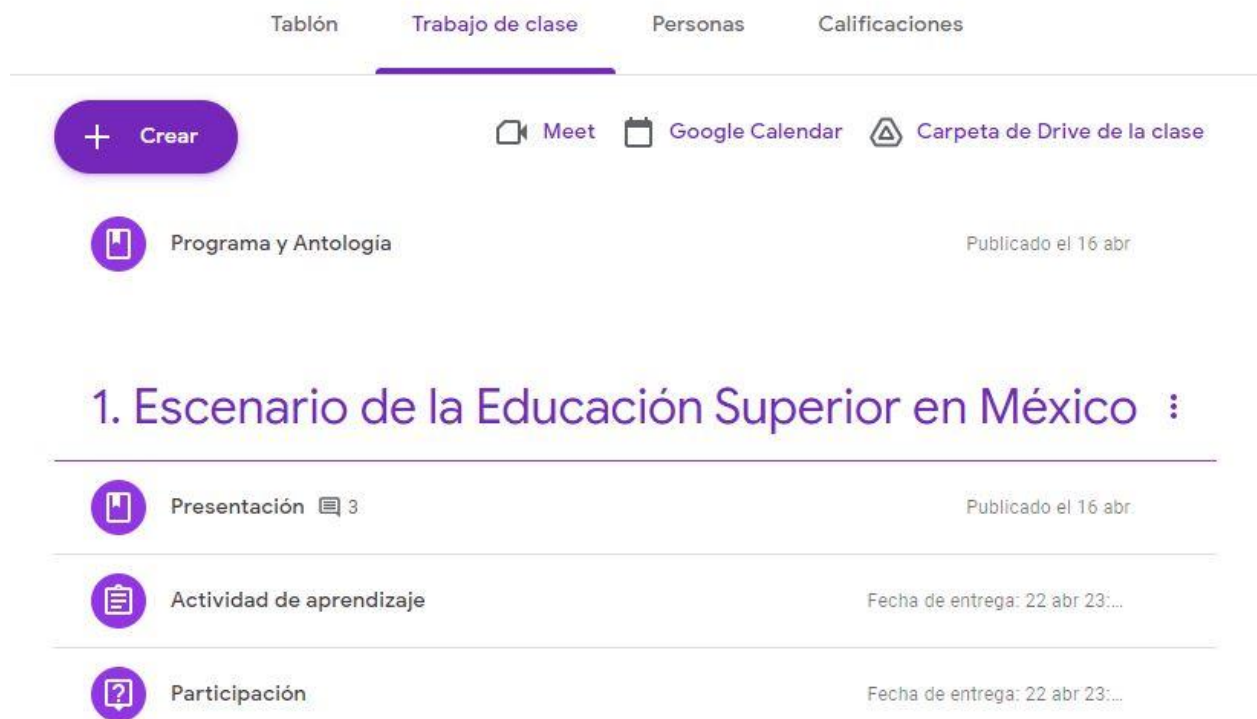 Tablón Trabajo de clase Personas Calificaciones
Crear Meet Google Calendar Carpeta de Drive de la clase
Programa y Antología Publicado el 16 abr
1. Escenario de la Educación Superior en México
Presentación 3 Publicado el 16 abr
Actividad de aprendizaje Fecha de entrega: 22 abr 23:...
Participación Fecha de entrega: 22 abr 23:...